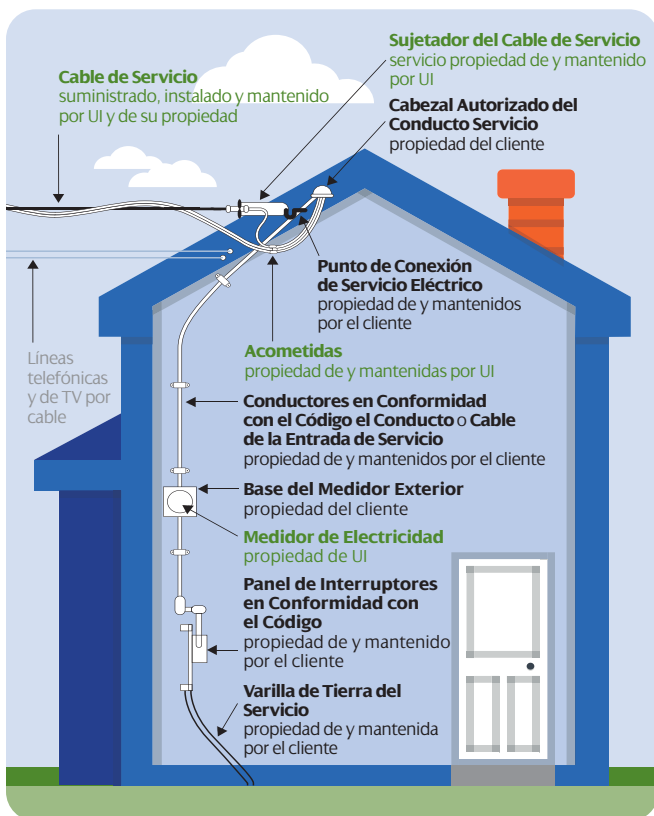 Sujetador del Cable de Servicio
servicio propiedad de y mantenido
por UI
Cable de Servicio
suministrado, instalado y mantenido
por UI y de su propiedad
Cabezal Autorizado del
Conducto Servicio
propiedad del cliente
Punto de Conexión
de Servicio Eléctrico
propiedad de y mantenidos
por el cliente
Líneas
telefónicas
y de TV por
cable
Acometidas
propiedad de y mantenidas por UI
Conductores en Conformidad
con el Código el Conducto o Cable
de la Entrada de Servicio
propiedad de y mantenidos por el cliente
Base del Medidor Exterior
propiedad del cliente
Medidor de Electricidad
propiedad de UI
Panel de Interruptores
en Conformidad con
el Código
propiedad de y mantenido
por el cliente
Varilla de Tierra del
Servicio
propiedad de y mantenida
por el cliente